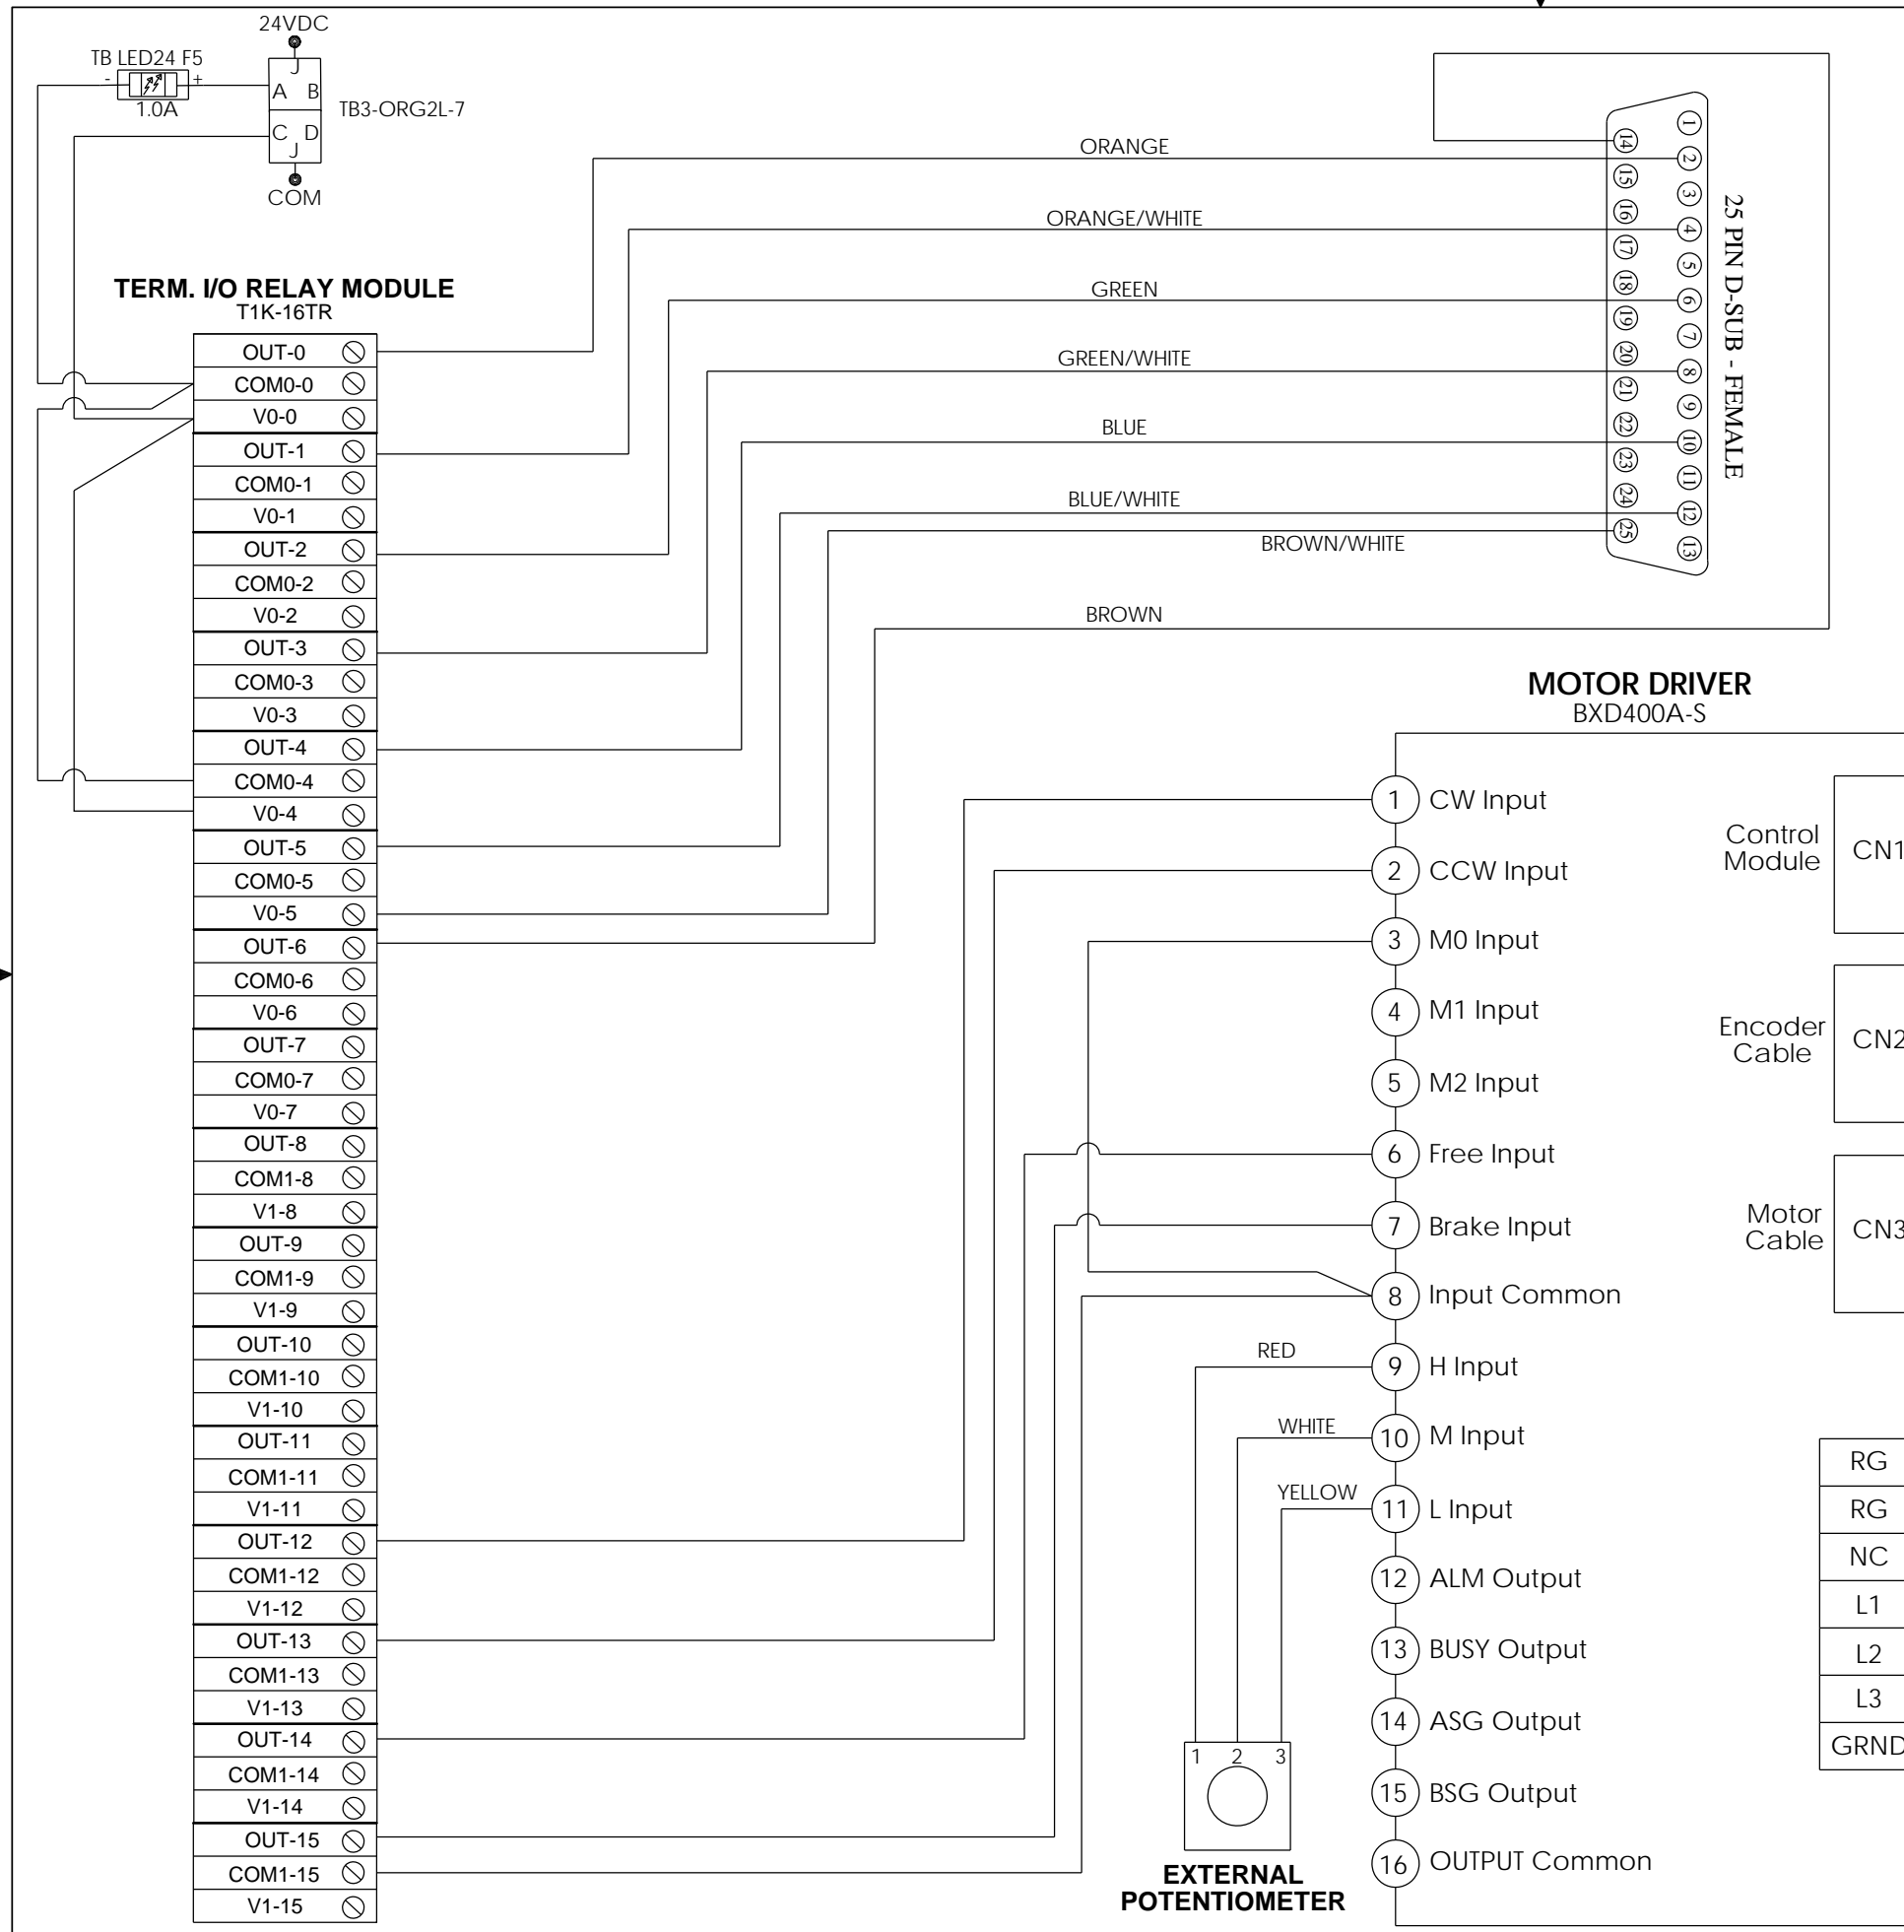 24VDC
TB LED24 F5
- +
1.0A
J
A B
C D
J
TB3-ORG2L-7
COM
TERM. I/O RELAY MODULE
T1K-16TR
OUT-0
COM0-0
V0-0
OUT-1
COM0-1
V0-1
OUT-2
COM0-2
V0-2
OUT-3
COM0-3
V0-3
OUT-4
COM0-4
V0-4
OUT-5
COM0-5
V0-5
OUT-6
COM0-6
V0-6
OUT-7
COM0-7
V0-7
OUT-8
COM1-8
V1-8
OUT-9
COM1-9
V1-9
OUT-10
COM1-10
V1-10
OUT-11
COM1-11
V1-11
OUT-12
COM1-12
V1-12
OUT-13
COM1-13
V1-13
OUT-14
COM1-14
V1-14
OUT-15
COM1-15
V1-15
ORANGE
ORANGE/WHITE
GREEN
GREEN/WHITE
BLUE
BLUE/WHITE
BROWN/WHITE
BROWN
1
2
3
4
5
6
7
8
9
10
11
12
13
14
15
16
17
18
19
20
21
22
23
24
25
25 PIN D-SUB - FEMALE
MOTOR DRIVER
BXD400A-S
1 CW Input
2 CCW Input
3 M0 Input
4 M1 Input
5 M2 Input
6 Free Input
7 Brake Input
8 Input Common
9 H Input
10 M Input
11 L Input
12 ALM Output
13 BUSY Output
14 ASG Output
15 BSG Output
16 OUTPUT Common
RED
WHITE
YELLOW
1 2 3
EXTERNAL
POTENTIOMETER
Control
Module
CN1
Encoder
Cable
CN2
Motor
Cable
CN3
RG
RG
NC
L1
L2
L3
GRND